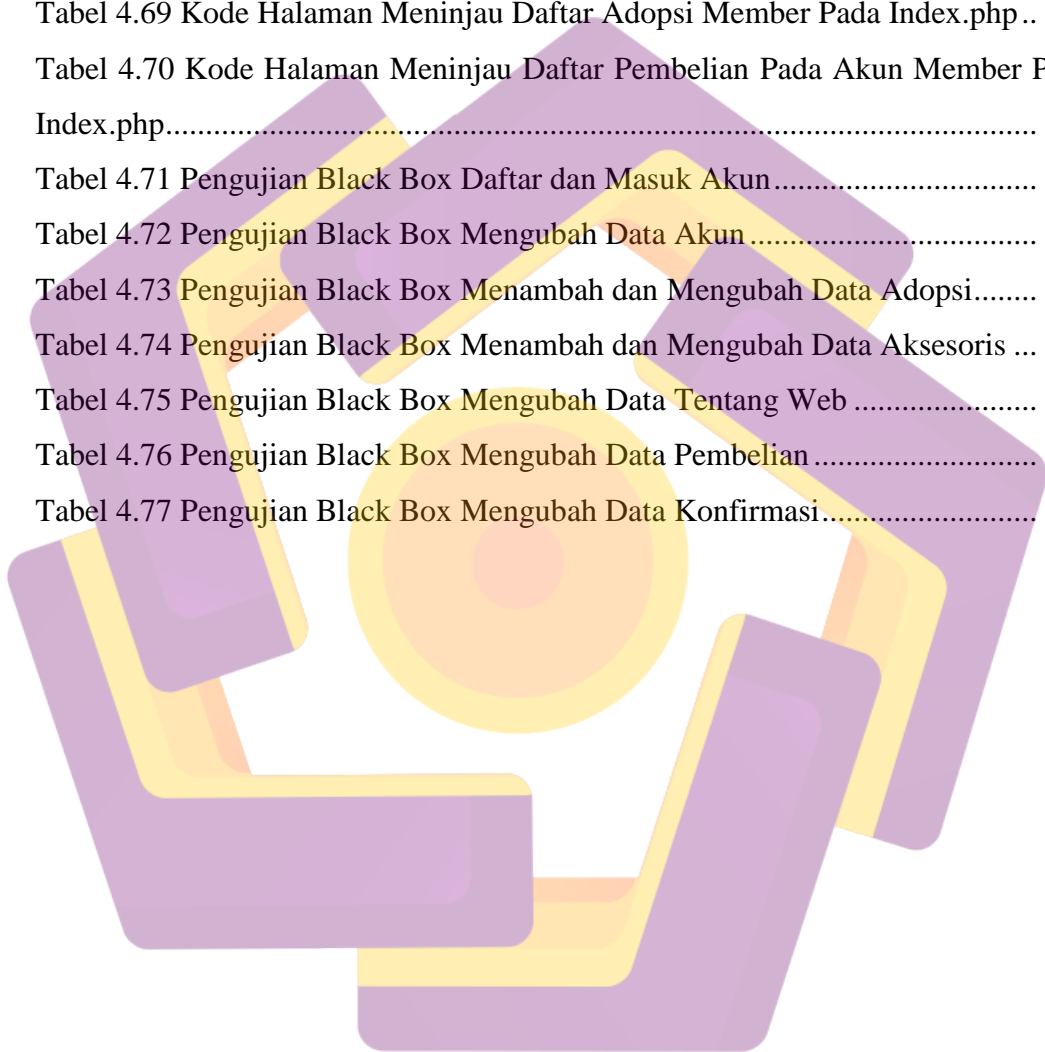 Tabel 4.69 Kode Halaman Meninjau Daftar Adopsi Member Pada Index.php ..
Tabel 4.70 Kode Halaman Meninjau Daftar Pembelian Pada Akun Member
Index.php..............................................................................................................
Tabel 4.71 Pengujian Black Box Daftar dan Masuk Akun.................................
Tabel 4.72 Pengujian Black Box Mengubah Data Akun ....................................
Tabel 4.73 Pengujian Black Box Menambah dan Mengubah Data Adopsi........
Tabel 4.74 Pengujian Black Box Menambah dan Mengubah Data Aksesoris ...
Tabel 4.75 Pengujian Black Box Mengubah Data Tentang Web .......................
Tabel 4.76 Pengujian Black Box Mengubah Data Pembelian ............................
Tabel 4.77 Pengujian Black Box Mengubah Data Konfirmasi...........................